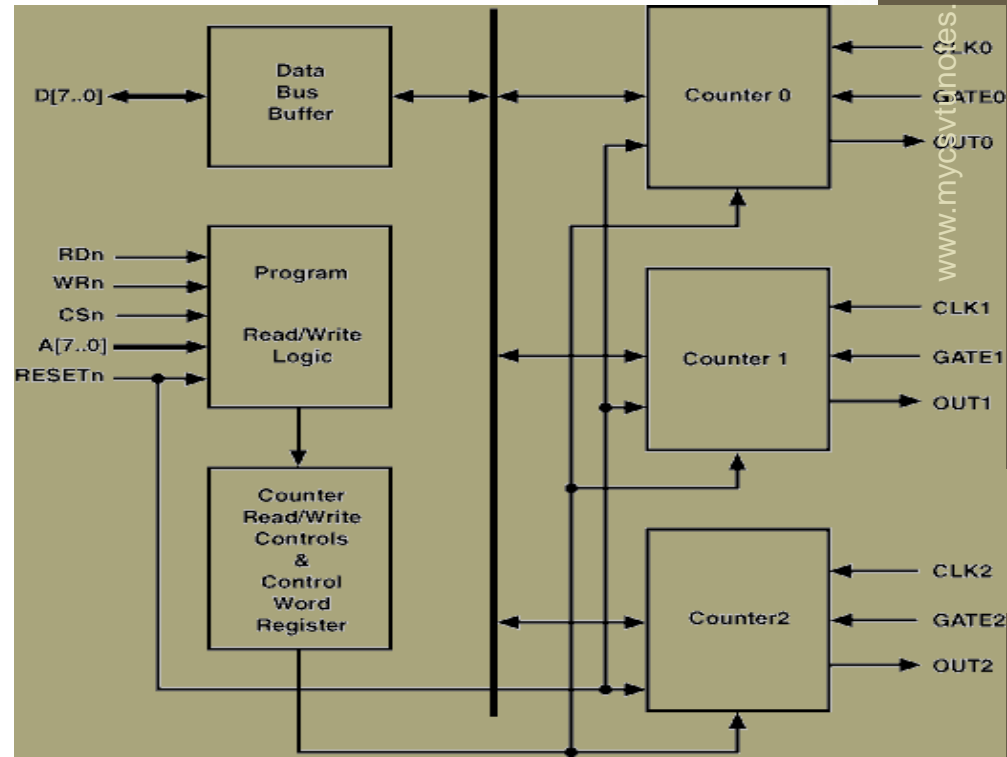 D[7..0]
Data
Bus
Buffer
RDn
WRn
CSn
A[7..0]
RESETn
Program
Read/Write
Logic
Counter
Read/Write
Controls
&
Control
Word
Register
Counter 0
CLK0
GATE0
OUT0
Counter 1
CLK1
GATE1
OUT1
Counter2
CLK2
GATE2
OUT2
www.mycsvtunotes.